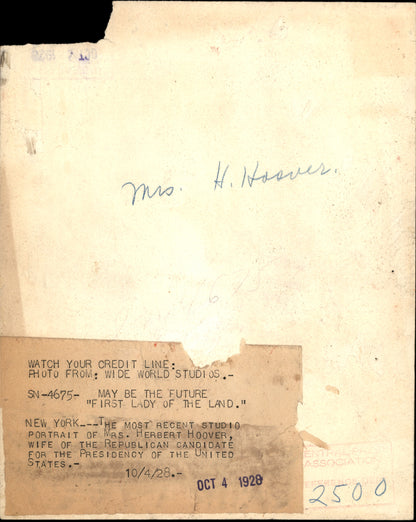 Mrs. H. Hoover.
WATCH YOUR CREDIT LINE:
PHOTO FROM: WIDE WORLD STUDIOS.-
SN-4675- MAY BE THE FUTURE
"FIRST LADY OF THE LAND."
NEW YORK---THE MOST RECENT STUDIO
PORTRAIT OF MRS. HERBERT HOOVER,
WIFE OF THE REPUBLICAN CANDIDATE
FOR THE PRESIDENCY OF THE UNITED
STATES.-
10/4/28.-
OCT 4 1928
ASSOCIAT
2500